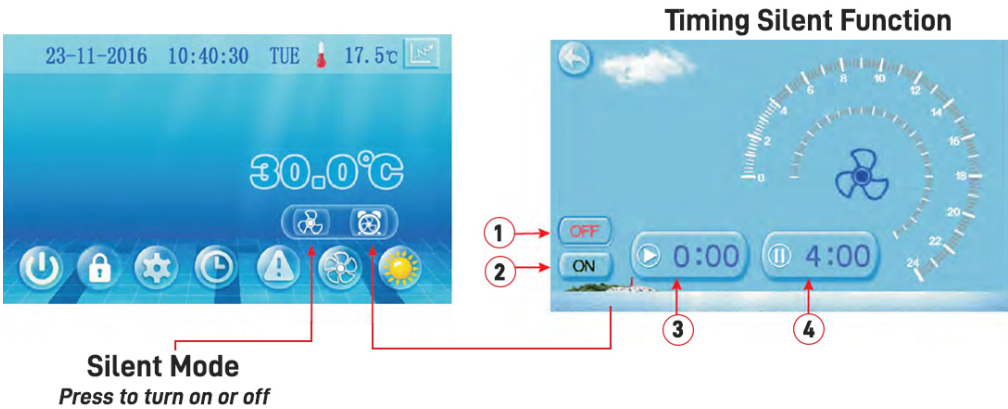 Timing Silent Function
23-11-2016 10:40:30 TUE 17.5℃
30.0℃
0 2 4 6 8 10 12 14 16 18 20 22 24
1 OFF
2 ON
0:00 4:00
3 4
Silent Mode
Press to turn on or off